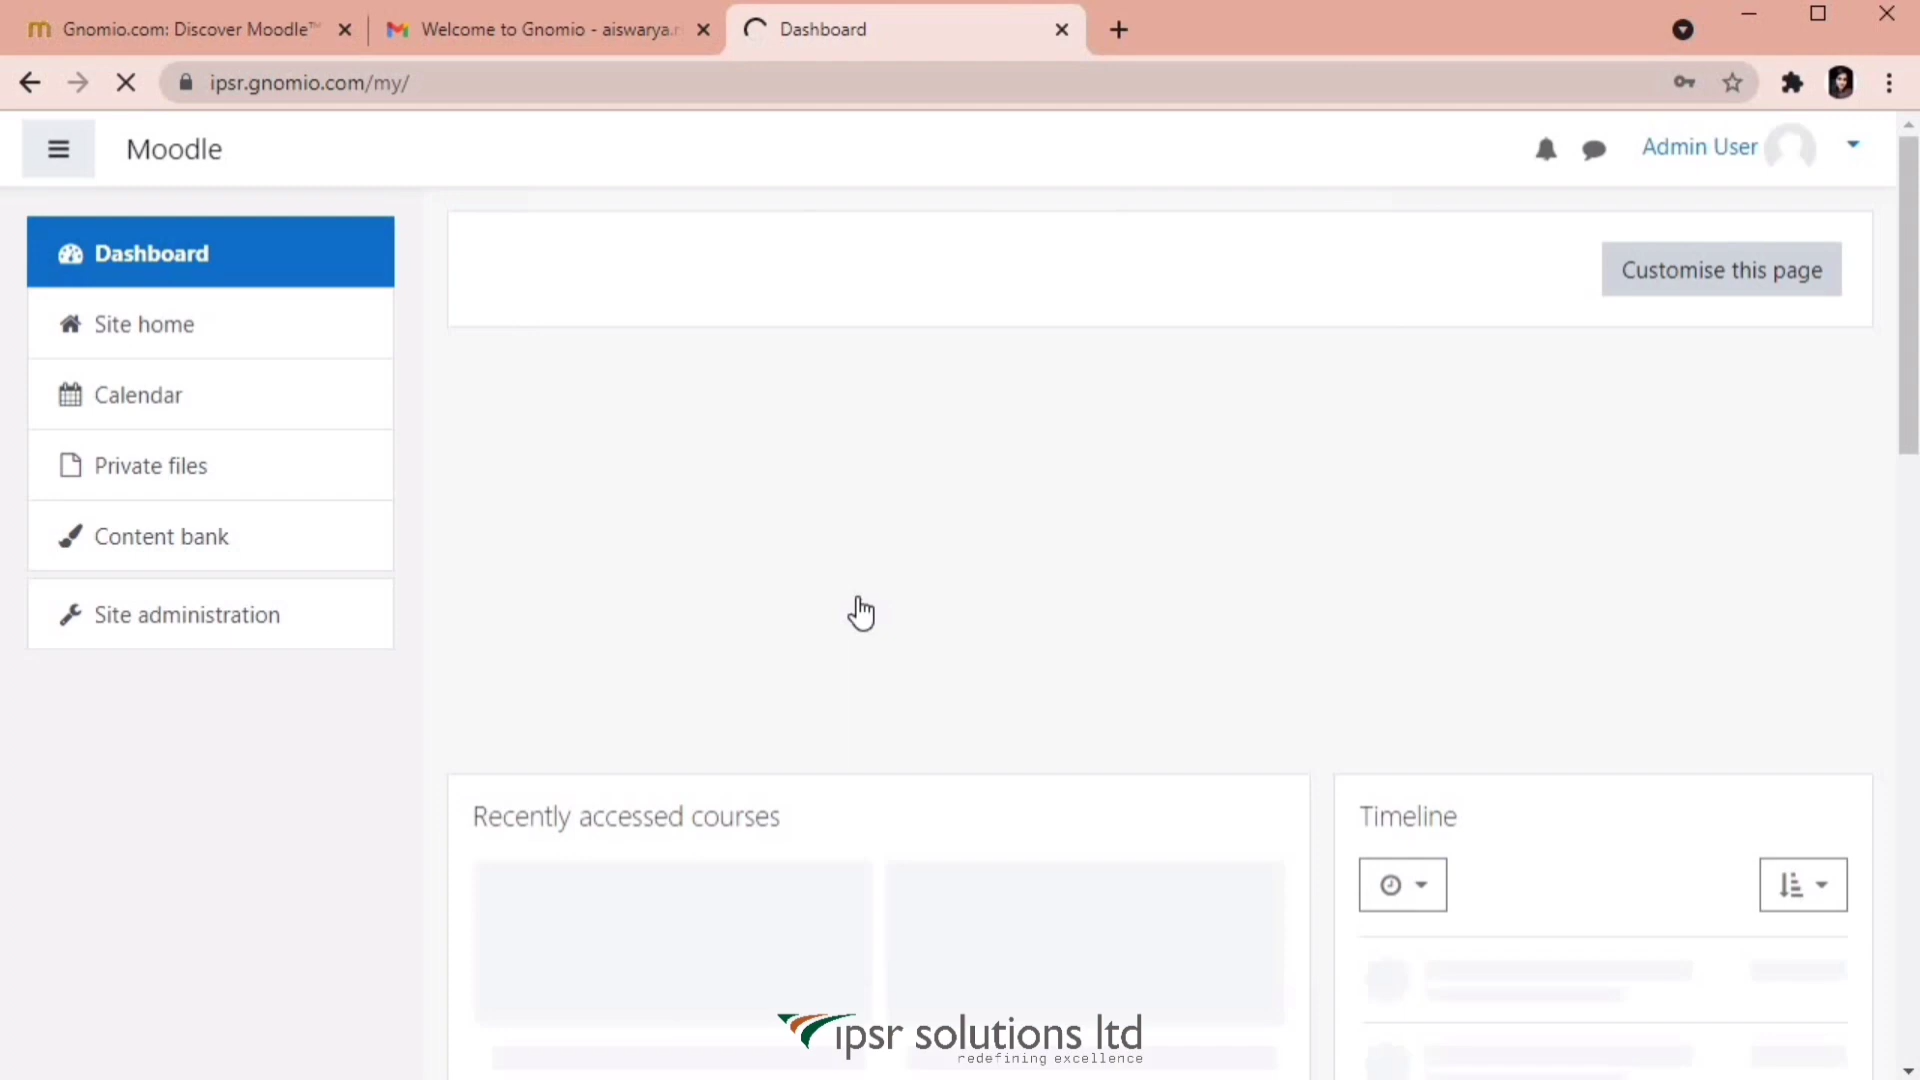 Gnomio.com: Discover Moodle™
Welcome to Gnomio - aiswarya.r
Dashboard
ipsr.gnomio.com/my/
Moodle
Admin User
Dashboard
Customise this page
Site home
Calendar
Private files
Content bank
Site administration
Recently accessed courses
Timeline
ipsr solutions ltd
redefining excellence